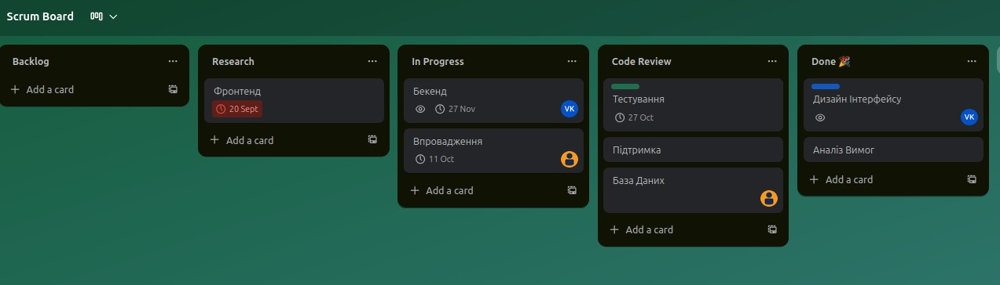 Scrum Board
Backlog
Add a card
Research
Фронтенд
20 Sept
Add a card
In Progress
Бекенд
27 Nov
VK
Впровадження
11 Oct
Add a card
Code Review
Тестування
27 Oct
Підтримка
База Даних
Add a card
Done 🎉
Дизайн Інтерфейсу
VK
Аналіз Вимог
Add a card